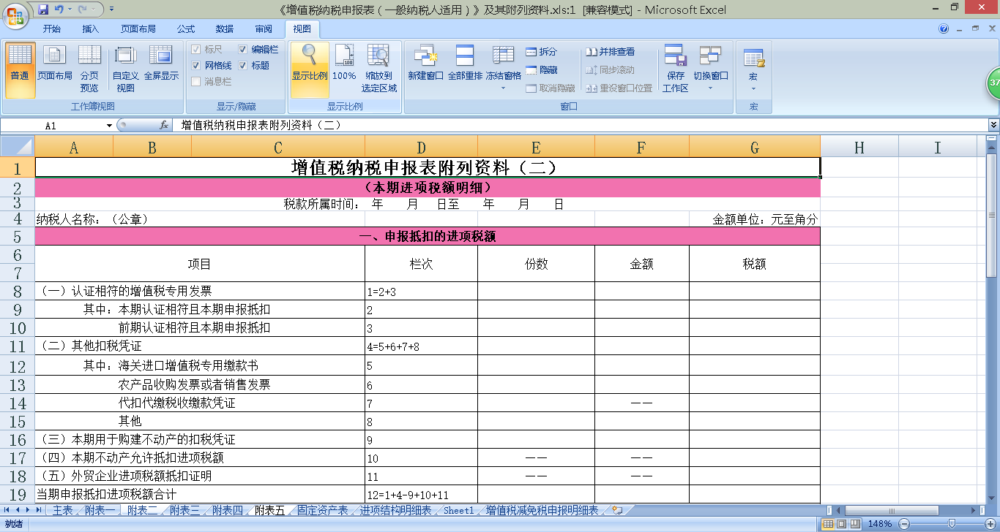 《增值税纳税申报表（一般纳税人适用）》及其附列资料.xls:1 [兼容模式] - Microsoft Excel
开始 插入 页面布局 公式 数据 审阅 视图
普通 页面布局 分页预览 自定义视图 全屏显示
工作簿视图
标尺 编辑栏
网格线 标题
消息栏
显示/隐藏
显示比例 100% 缩放到选定区域
显示比例
新建窗口 全部重排 冻结窗格
拆分 并排查看
隐藏 同步滚动
取消隐藏 重设窗口位置
保存工作区 切换窗口
窗口
宏
宏
37
A1 fx 增值税纳税申报表附列资料（二）
A B C D E F G H I
1 增值税纳税申报表附列资料（二）
2 （本期进项税额明细）
3 税款所属时间： 年 月 日至 年 月 日
4 纳税人名称：（公章） 金额单位：元至角分
5 一、申报抵扣的进项税额
6 项目 栏次 份数 金额 税额
7
8 （一）认证相符的增值税专用发票 1=2+3
9 其中：本期认证相符且本期申报抵扣 2
10 前期认证相符且本期申报抵扣 3
11 （二）其他扣税凭证 4=5+6+7+8
12 其中：海关进口增值税专用缴款书 5
13 农产品收购发票或者销售发票 6
14 代扣代缴税收缴款凭证 7 ——
15 其他 8
16 （三）本期用于购建不动产的扣税凭证 9
17 （四）本期不动产允许抵扣进项税额 10 —— ——
18 （五）外贸企业进项税额抵扣证明 11 —— ——
19 当期申报抵扣进项税额合计 12=1+4-9+10+11
主表 附表一 附表二 附表三 附表四 附表五 固定资产表 进项结构明细表 Sheet1 增值税减免税申报明细表
就绪 148%